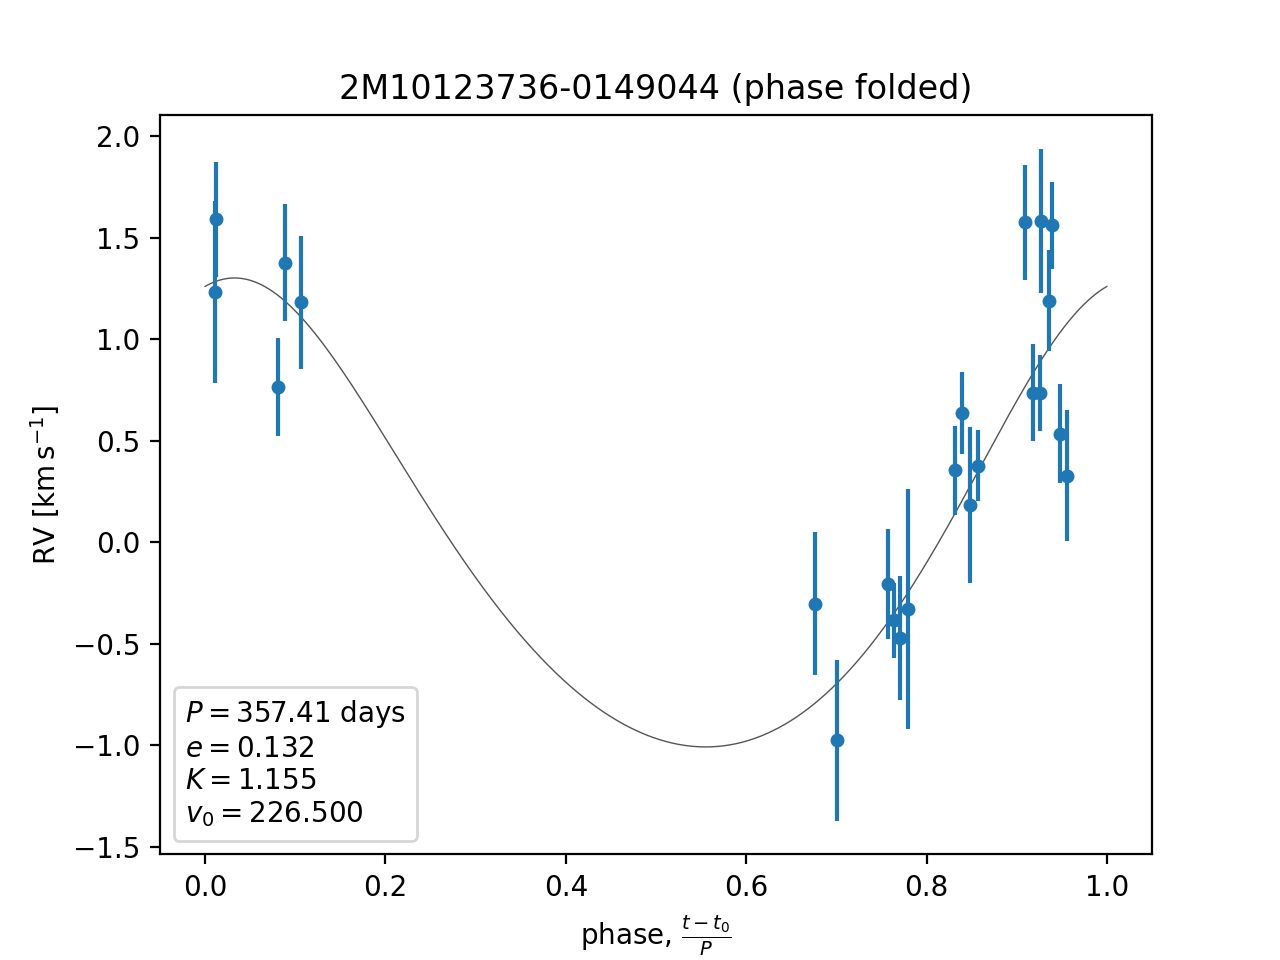 2M10123736-0149044 (phase folded)
RV [km s⁻¹]
2.0
1.5
1.0
0.5
0.0
−0.5
−1.0
−1.5
P = 357.41 days
e = 0.132
K = 1.155
v₀ = 226.500
0.0 0.2 0.4 0.6 0.8 1.0
phase, (t − t₀)/P